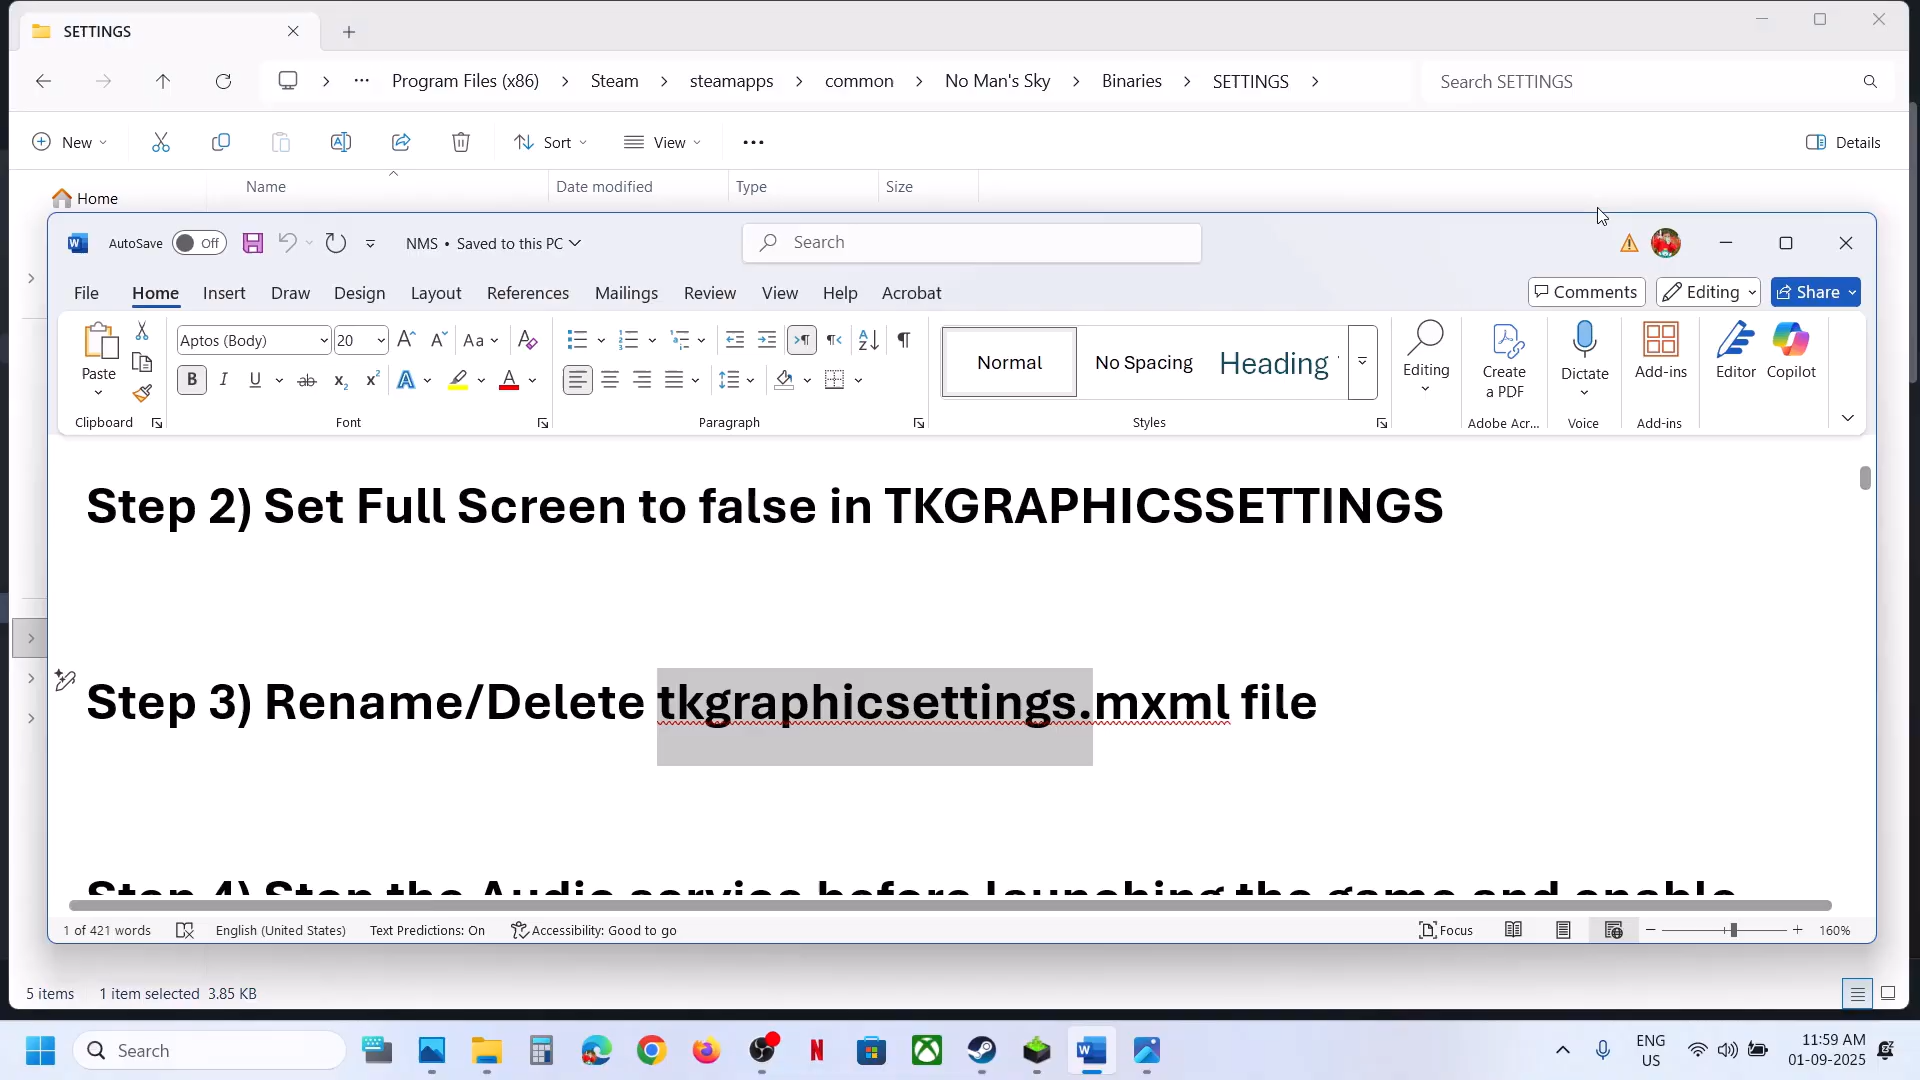 SETTINGS
Program Files (x86) > Steam > steamapps > common > No Man's Sky > Binaries > SETTINGS >
Search SETTINGS
New
Sort
View
Details
Name
Date modified
Type
Size
Home
AutoSave
Off
NMS • Saved to this PC
Search
File
Home
Insert
Draw
Design
Layout
References
Mailings
Review
View
Help
Acrobat
Comments
Editing
Share
Paste
Aptos (Body)
20
Normal
No Spacing
Heading
Editing
Create a PDF
Dictate
Add-ins
Editor
Copilot
Clipboard
Font
Paragraph
Styles
Adobe Acr...
Voice
Add-ins
Step 2) Set Full Screen to false in TKGRAPHICSSETTINGS
Step 3) Rename/Delete tkgraphicsettings.mxml file
Step 4) Stop the Audio service before launching the game and enable
1 of 421 words
English (United States)
Text Predictions: On
Accessibility: Good to go
Focus
160%
5 items
1 item selected 3.85 KB
Search
ENG
US
11:59 AM
01-09-2025